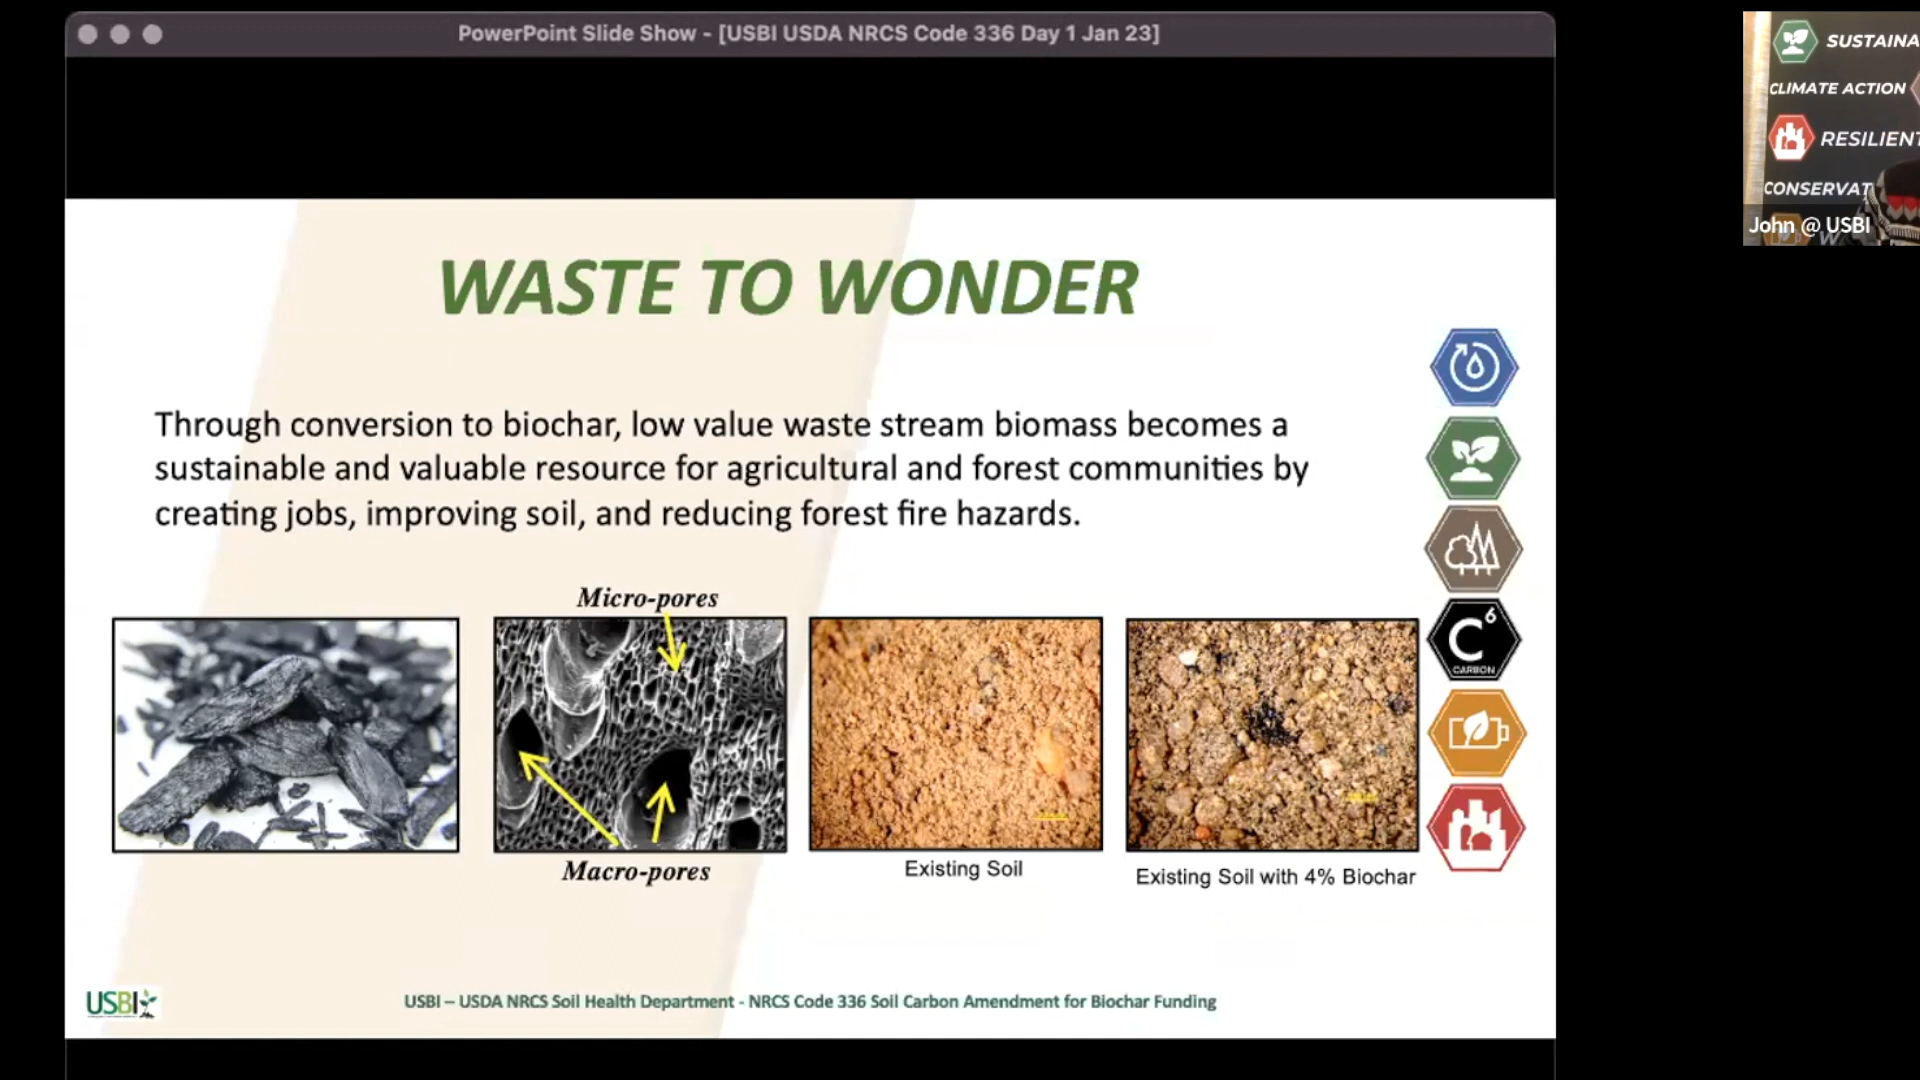 PowerPoint Slide Show - [USBI USDA NRCS Code 336 Day 1 Jan 23]
SUSTAINA
CLIMATE ACTION
RESILIENT
CONSERVAT
John @ USBI
WASTE TO WONDER
Through conversion to biochar, low value waste stream biomass becomes a
sustainable and valuable resource for agricultural and forest communities by
creating jobs, improving soil, and reducing forest fire hazards.
Micro-pores
Macro-pores
Existing Soil
Existing Soil with 4% Biochar
C 6
CARBON
USBI
USBI – USDA NRCS Soil Health Department - NRCS Code 336 Soil Carbon Amendment for Biochar Funding